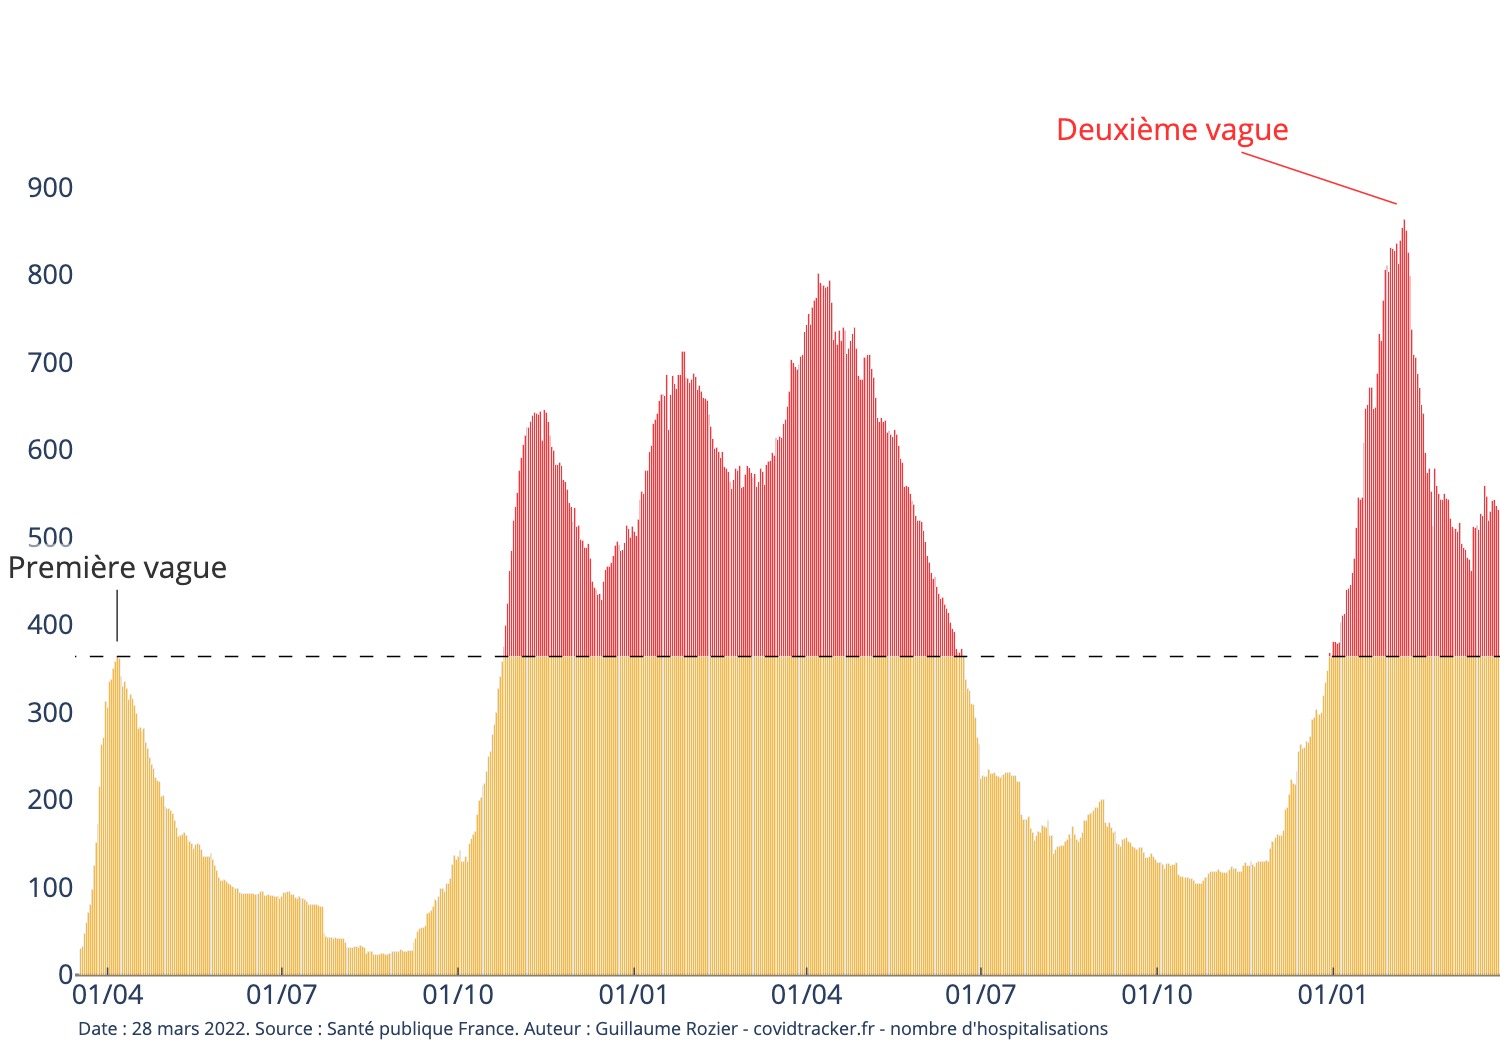 Deuxième vague
900
800
700
600
500
Première vague
400
300
200
100
0
01/04 01/07 01/10 01/01 01/04 01/07 01/10 01/01
Date : 28 mars 2022. Source : Santé publique France. Auteur : Guillaume Rozier - covidtracker.fr - nombre d'hospitalisations